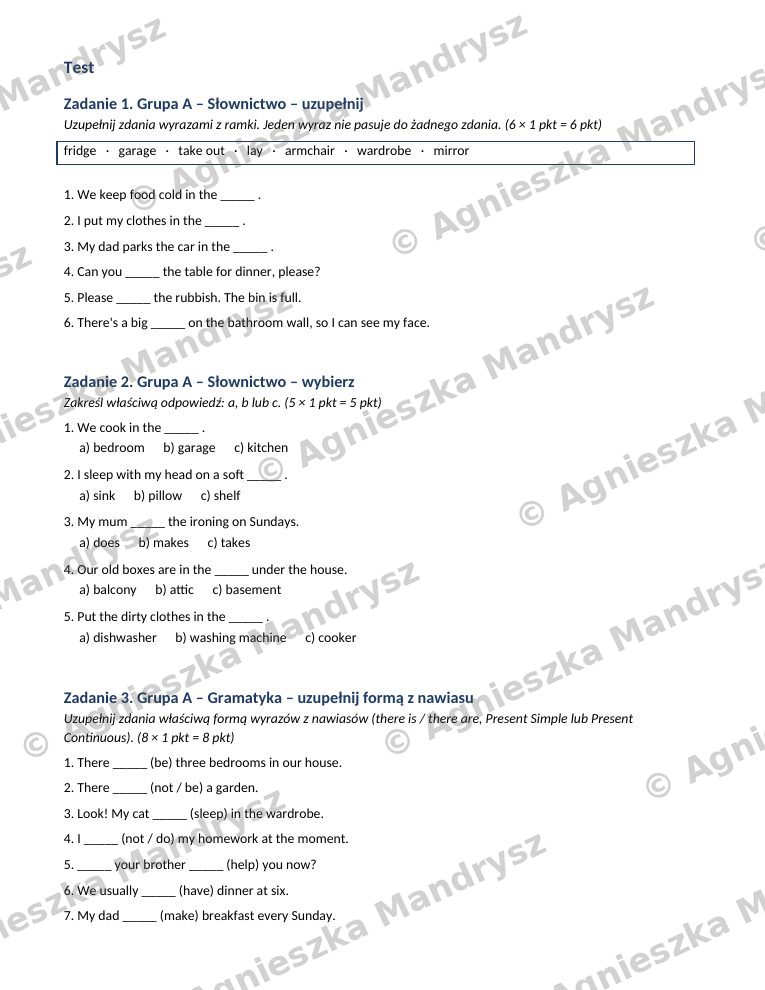 Test
Zadanie 1. Grupa A – Słownictwo – uzupełnij
Uzupełnij zdania wyrazami z ramki. Jeden wyraz nie pasuje do żadnego zdania. (6 × 1 pkt = 6 pkt)
fridge · garage · take out · lay · armchair · wardrobe · mirror
1. We keep food cold in the _____ .
2. I put my clothes in the _____ .
3. My dad parks the car in the _____ .
4. Can you _____ the table for dinner, please?
5. Please _____ the rubbish. The bin is full.
6. There's a big _____ on the bathroom wall, so I can see my face.
Zadanie 2. Grupa A – Słownictwo – wybierz
Zakreśl właściwą odpowiedź: a, b lub c. (5 × 1 pkt = 5 pkt)
1. We cook in the _____ .
a) bedroom b) garage c) kitchen
2. I sleep with my head on a soft _____ .
a) sink b) pillow c) shelf
3. My mum _____ the ironing on Sundays.
a) does b) makes c) takes
4. Our old boxes are in the _____ under the house.
a) balcony b) attic c) basement
5. Put the dirty clothes in the _____ .
a) dishwasher b) washing machine c) cooker
Zadanie 3. Grupa A – Gramatyka – uzupełnij formą z nawiasu
Uzupełnij zdania właściwą formą wyrazów z nawiasów (there is / there are, Present Simple lub Present
Continuous). (8 × 1 pkt = 8 pkt)
1. There _____ (be) three bedrooms in our house.
2. There _____ (not / be) a garden.
3. Look! My cat _____ (sleep) in the wardrobe.
4. I _____ (not / do) my homework at the moment.
5. _____ your brother _____ (help) you now?
6. We usually _____ (have) dinner at six.
7. My dad _____ (make) breakfast every Sunday.
© Agnieszka Mandrysz